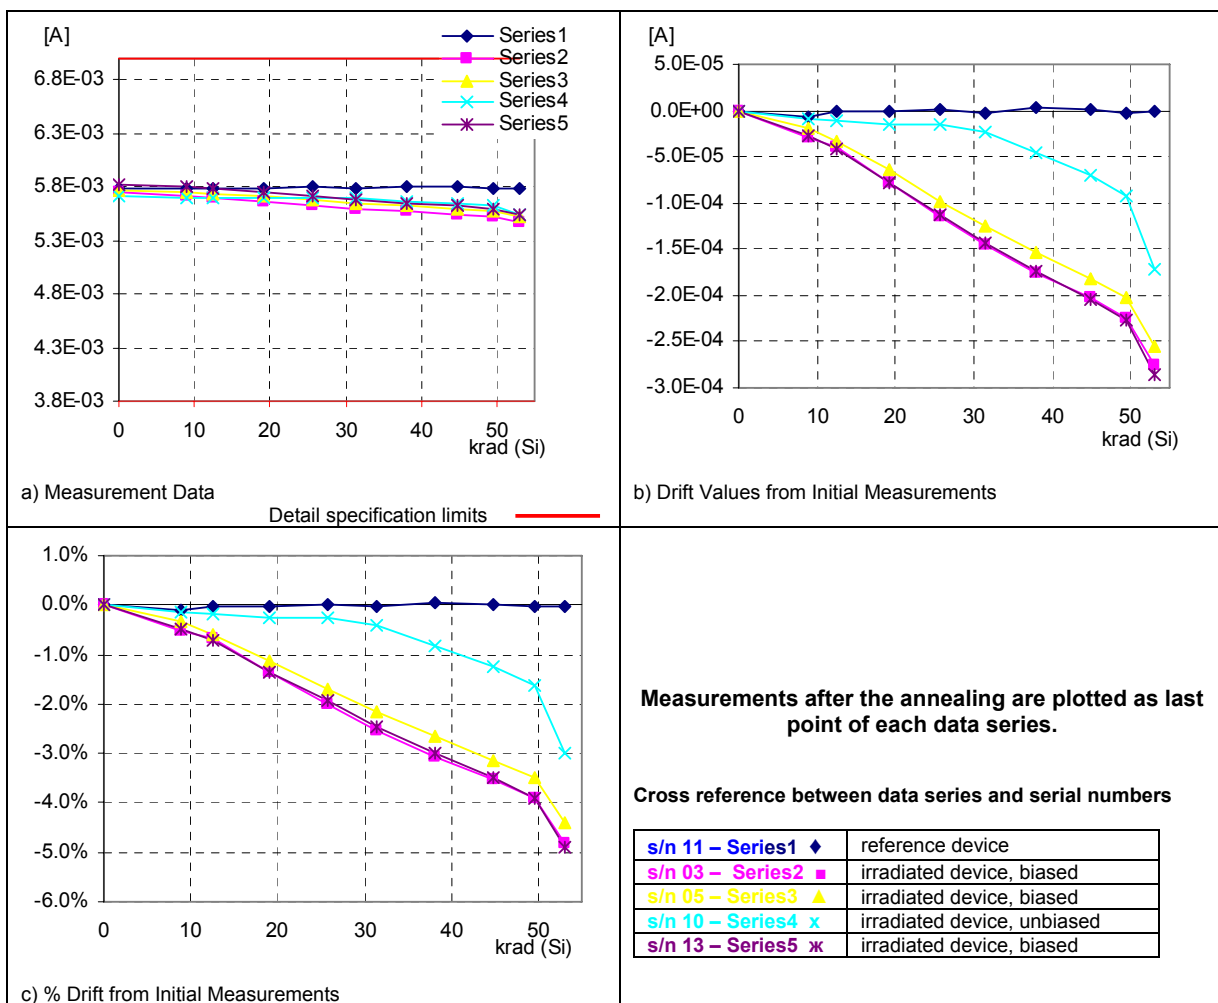 [A]
Series1
Series2
Series3
Series4
Series5
6.8E-03
6.3E-03
5.8E-03
5.3E-03
4.8E-03
4.3E-03
3.8E-03
0 10 20 30 40 50
krad (Si)
a) Measurement Data
Detail specification limits
[A]
5.0E-05
0.0E+00
-5.0E-05
-1.0E-04
-1.5E-04
-2.0E-04
-2.5E-04
-3.0E-04
0 10 20 30 40 50
krad (Si)
b) Drift Values from Initial Measurements
1.0%
0.0%
-1.0%
-2.0%
-3.0%
-4.0%
-5.0%
-6.0%
0 10 20 30 40 50
krad (Si)
c) % Drift from Initial Measurements
Measurements after the annealing are plotted as last
point of each data series.
Cross reference between data series and serial numbers
s/n 11 – Series1 ♦ reference device
s/n 03 – Series2 ■ irradiated device, biased
s/n 05 – Series3 ▲ irradiated device, biased
s/n 10 – Series4 x irradiated device, unbiased
s/n 13 – Series5 ж irradiated device, biased